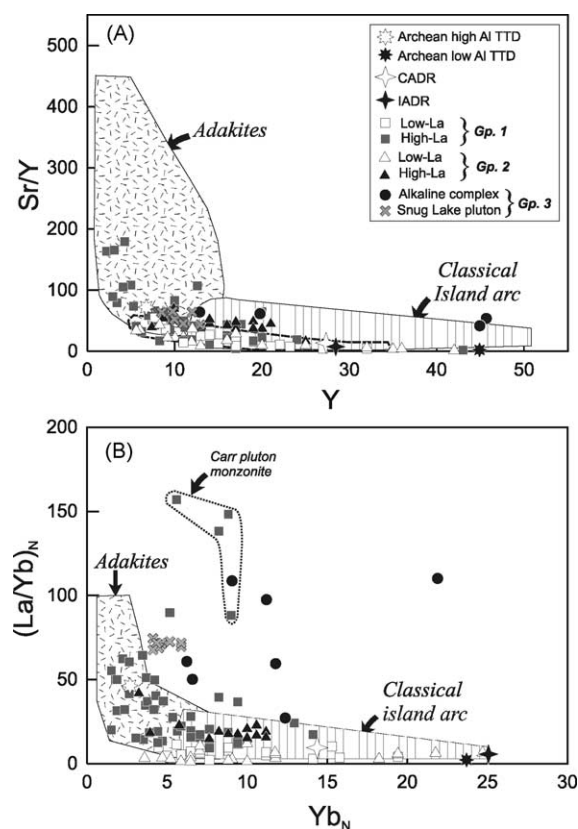 (A)
Archean high Al TTD
Archean low Al TTD
CADR
IADR
Low-La
High-La
Gp. 1
Low-La
High-La
Gp. 2
Alkaline complex
Snug Lake pluton
Gp. 3
Adakites
Classical
Island arc
Sr/Y
500
450
400
300
200
100
50
0
0
10
20
30
40
50
Y
(B)
Carr pluton
monzonite
Adakites
Classical
island arc
(La/Yb)N
200
150
100
50
0
0
5
10
15
20
25
30
YbN